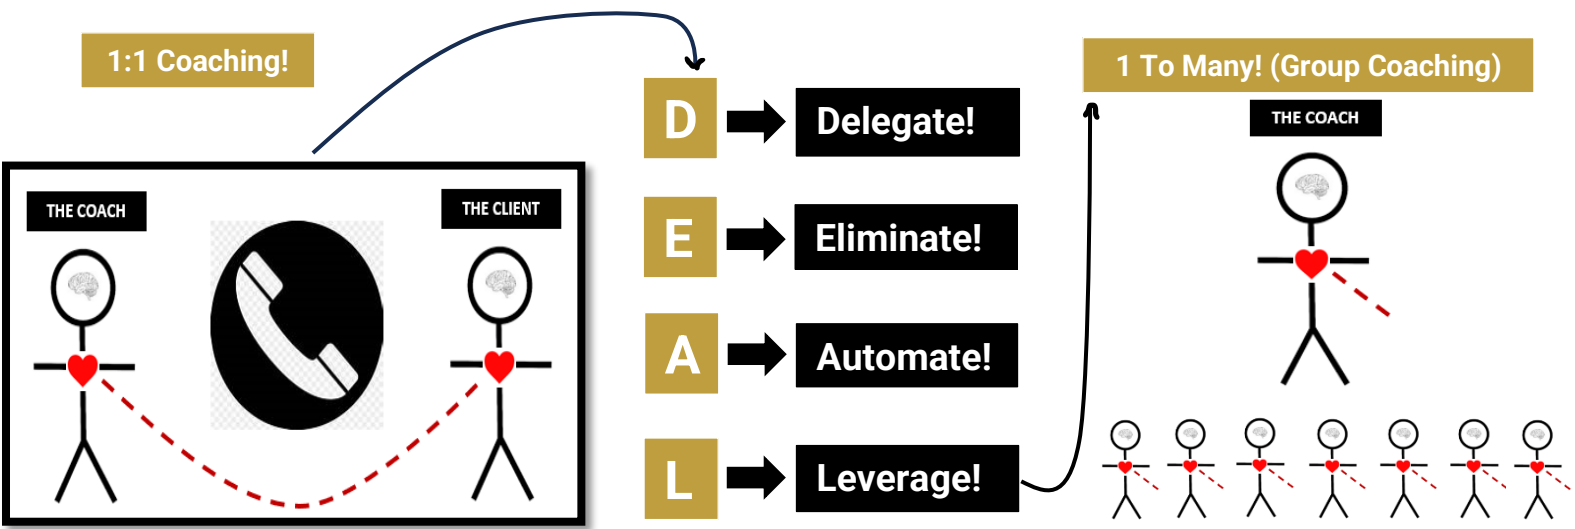 1:1 Coaching!
THE COACH
THE CLIENT
D
Delegate!
E
Eliminate!
A
Automate!
L
Leverage!
1 To Many! (Group Coaching)
THE COACH